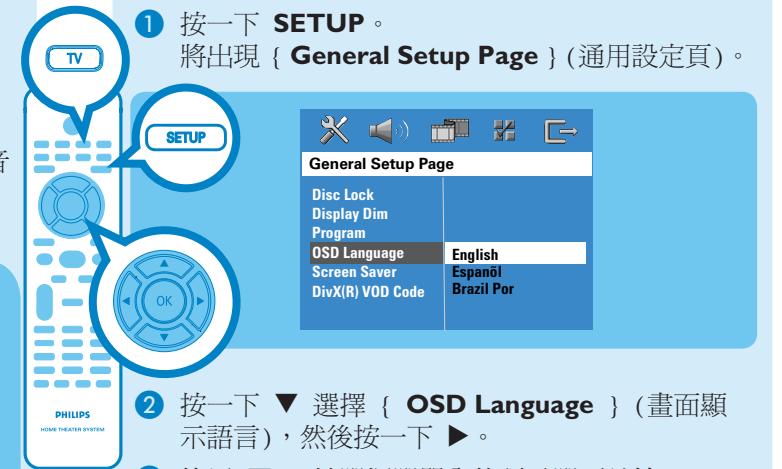 1 按一下 SETUP。
將出現 { General Setup Page } (通用設定頁)。
TV
SETUP
音
General Setup Page
Disc Lock
Display Dim
Program
OSD Language English
Screen Saver Espanõl
DivX(R) VOD Code Brazil Por
OK
PHILIPS
HOME THEATER SYSTEM
2 按一下 ▼ 選擇 { OSD Language } (畫面顯
示語言)，然後按一下 ▶。